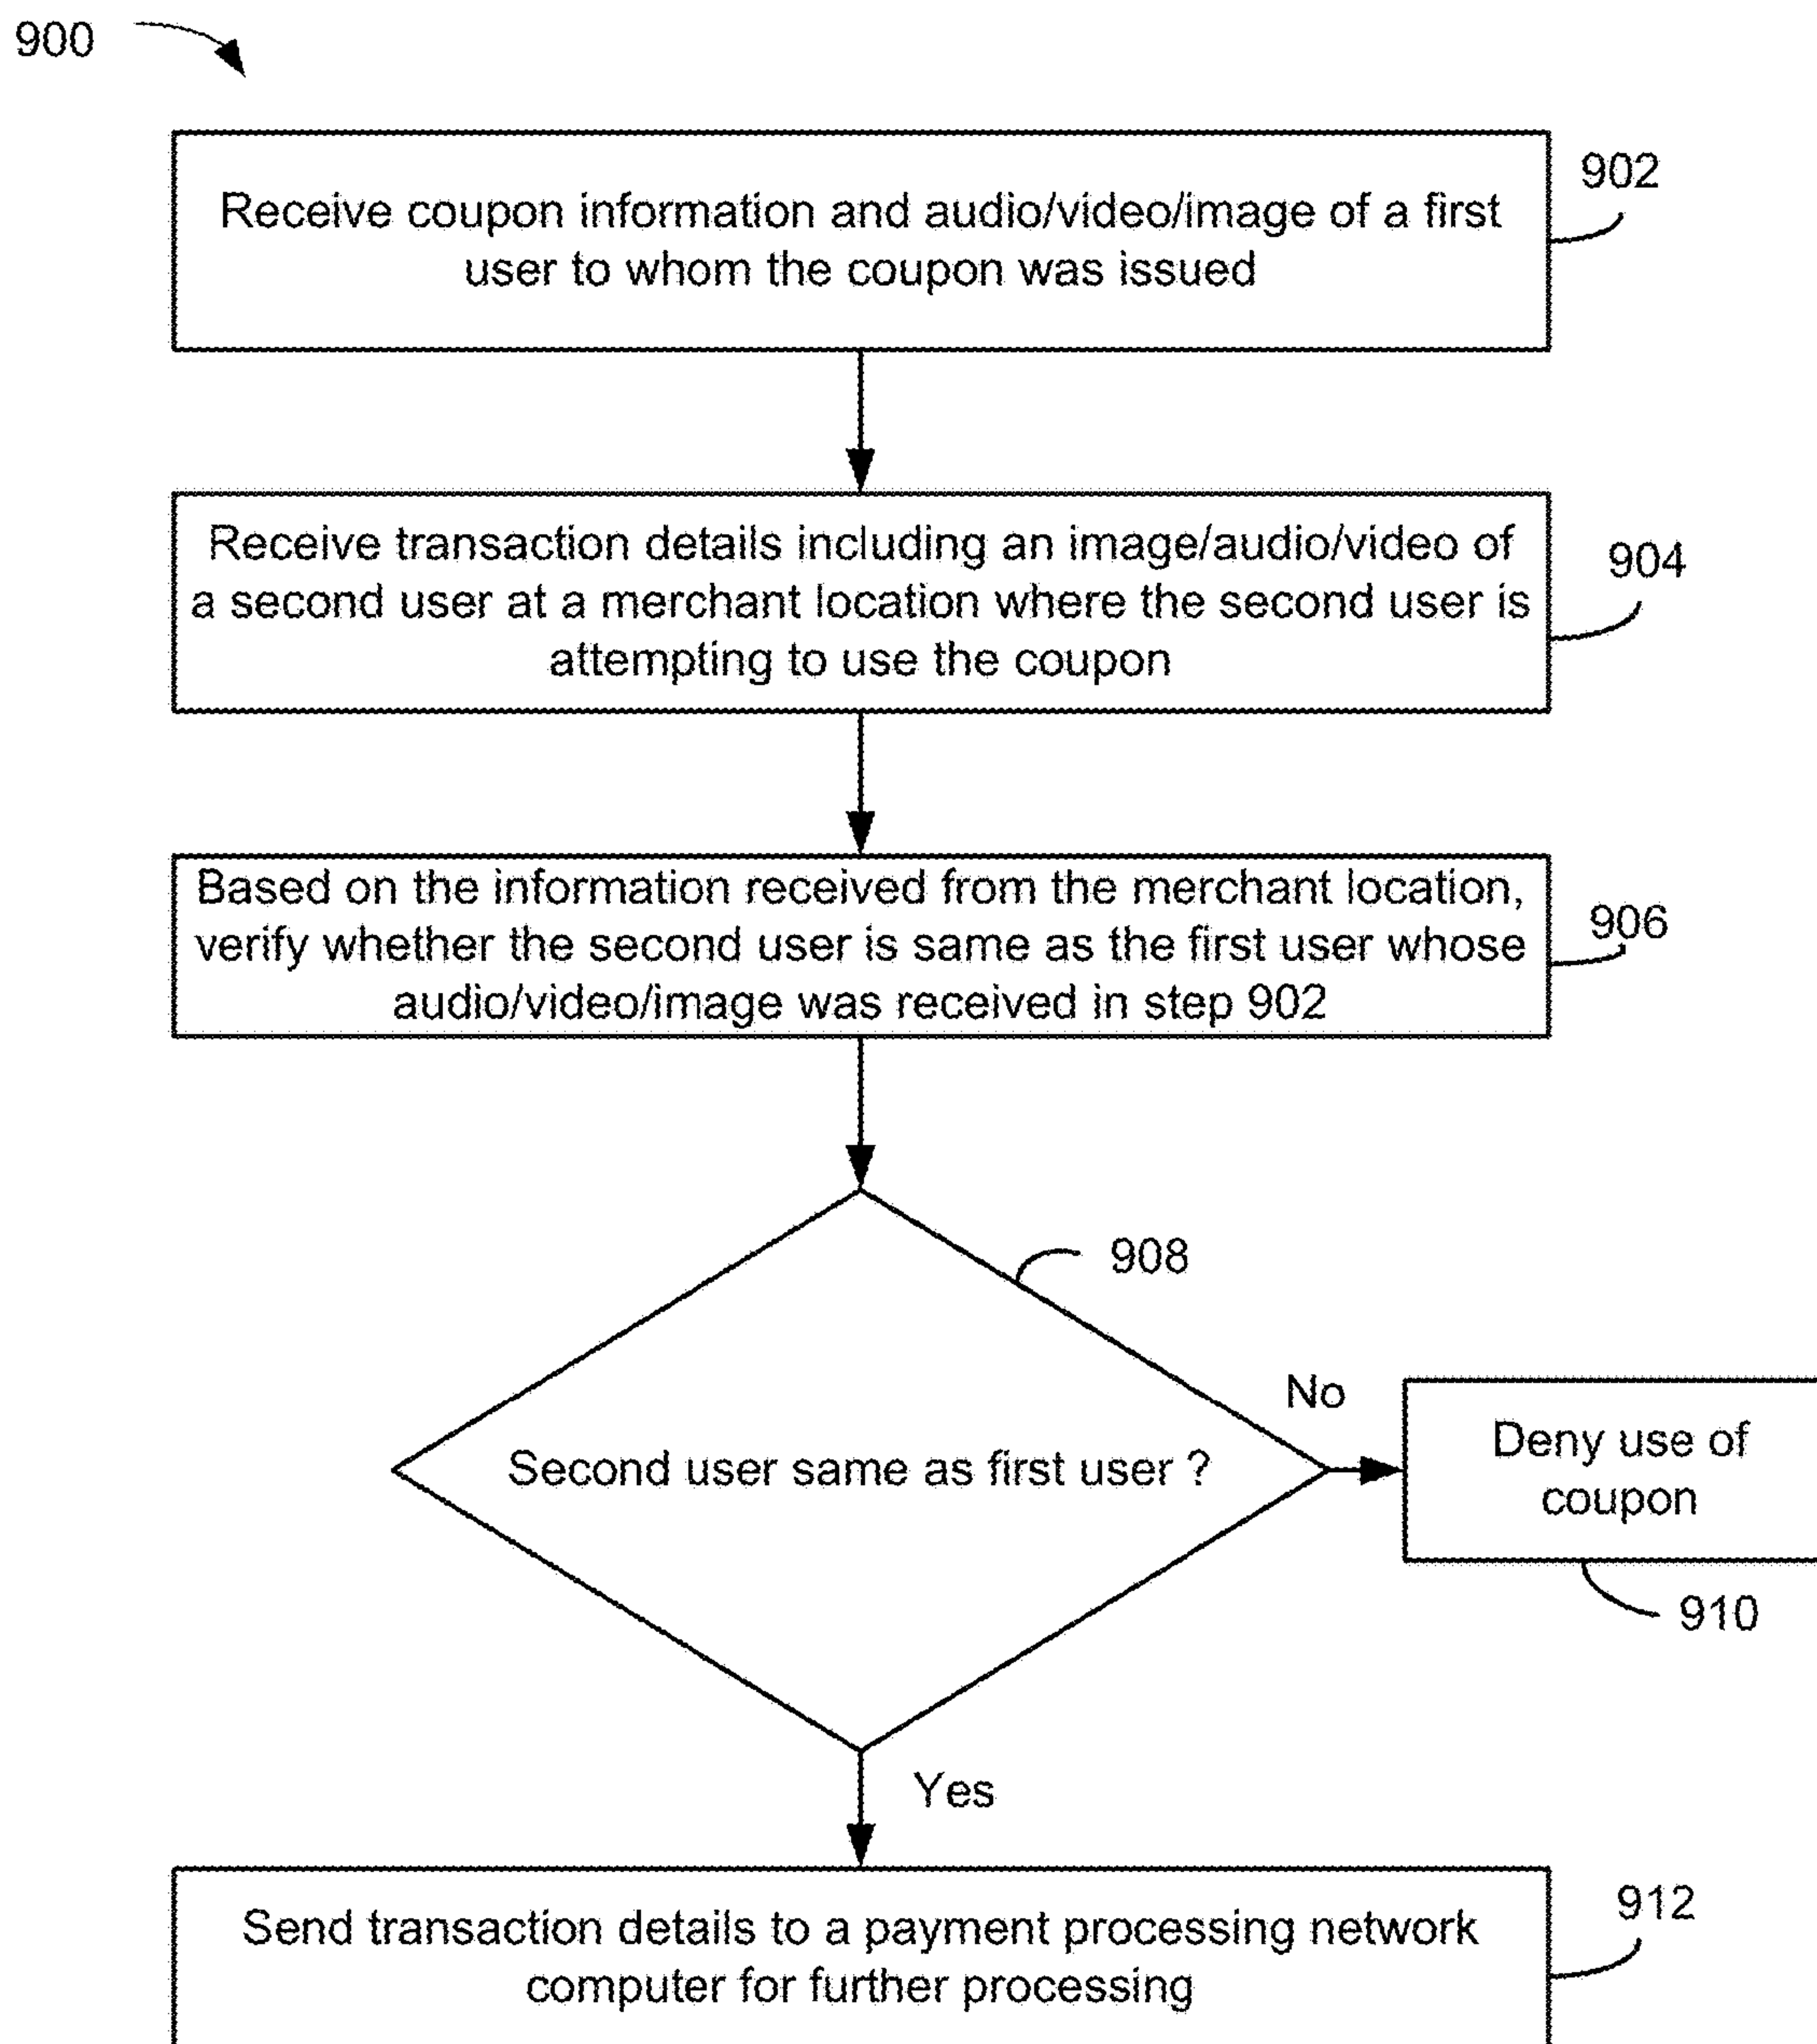 900
Receive coupon information and audio/video/image of a first
user to whom the coupon was issued
902
Receive transaction details including an image/audio/video of
a second user at a merchant location where the second user is
attempting to use the coupon
904
Based on the information received from the merchant location,
verify whether the second user is same as the first user whose
audio/video/image was received in step 902
906
908
Second user same as first user ?
No
Deny use of
coupon
910
Yes
Send transaction details to a payment processing network
computer for further processing
912